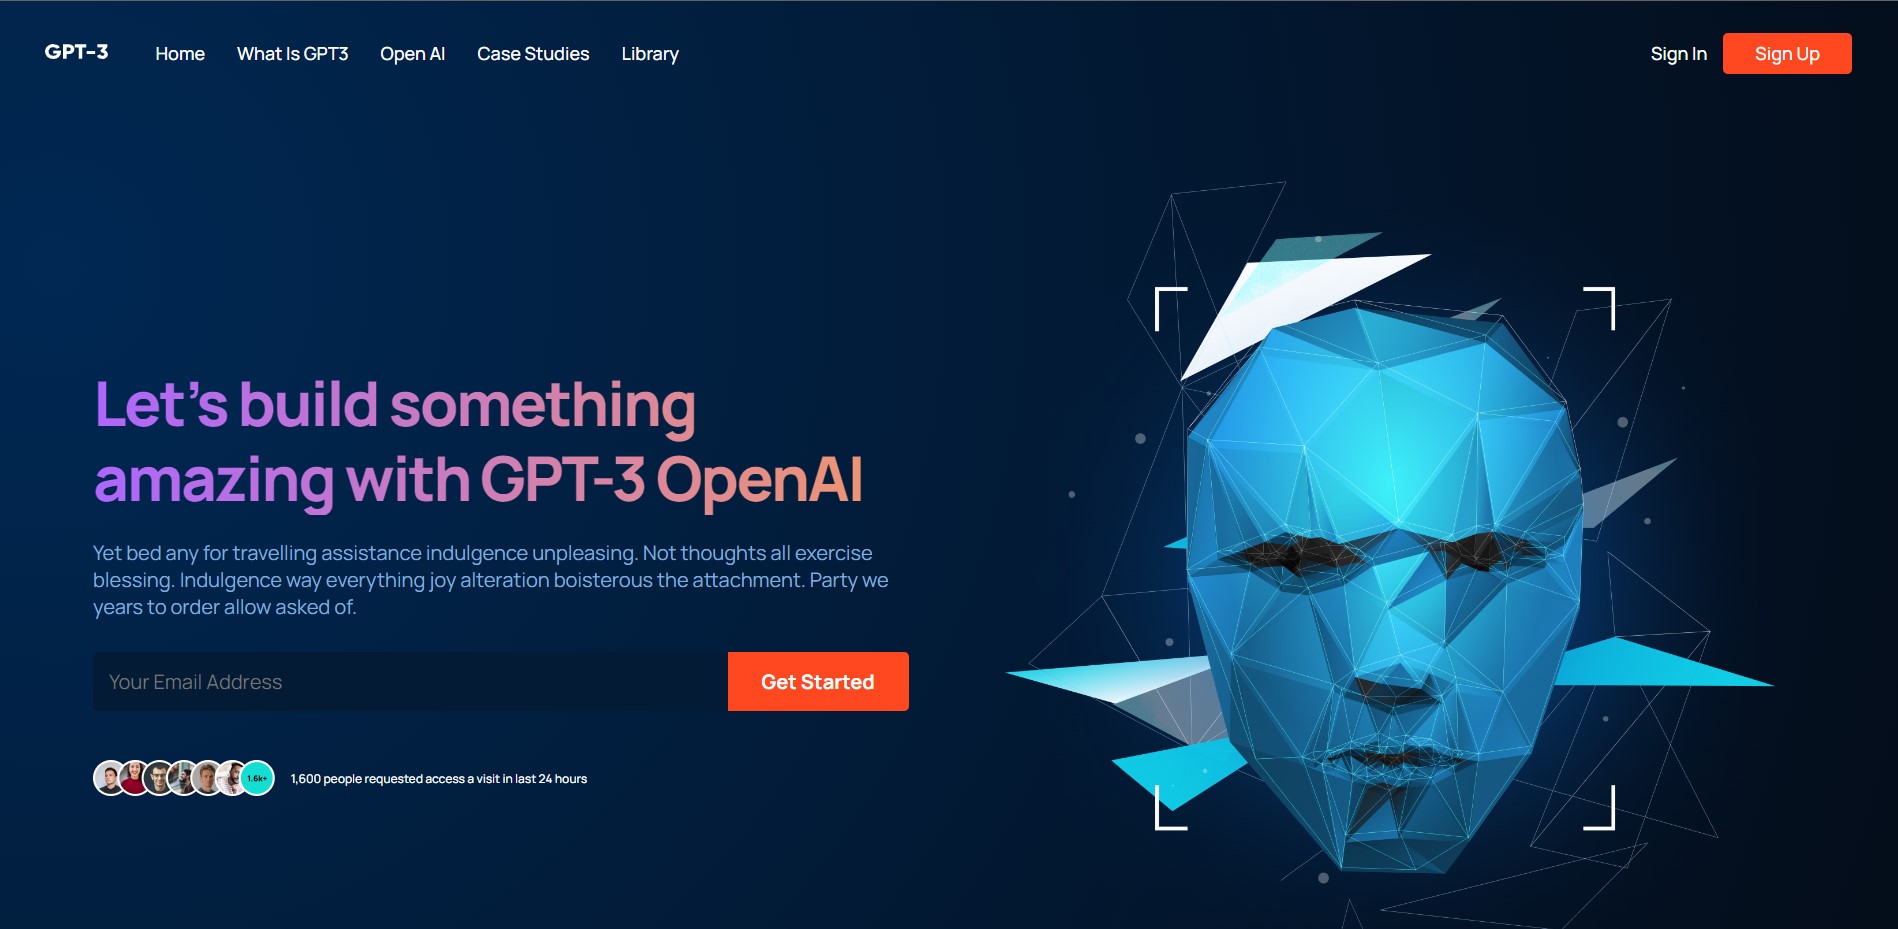 GPT-3
Home What Is GPT3 Open AI Case Studies Library
Sign In Sign Up
Let’s build something
amazing with GPT-3 OpenAI
Yet bed any for travelling assistance indulgence unpleasing. Not thoughts all exercise
blessing. Indulgence way everything joy alteration boisterous the attachment. Party we
years to order allow asked of.
Your Email Address Get Started
1.6k+ 1,600 people requested access a visit in last 24 hours